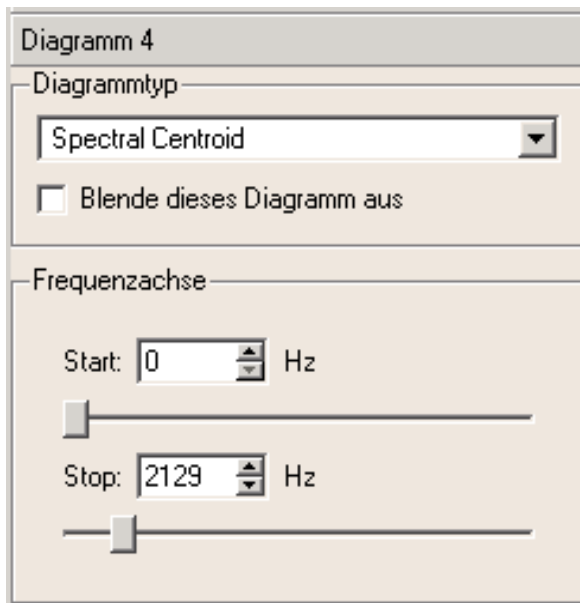 Diagramm 4
Diagrammtyp
Spectral Centroid
Blende dieses Diagramm aus
Frequenzachse
Start: 0 Hz
Stop: 2129 Hz